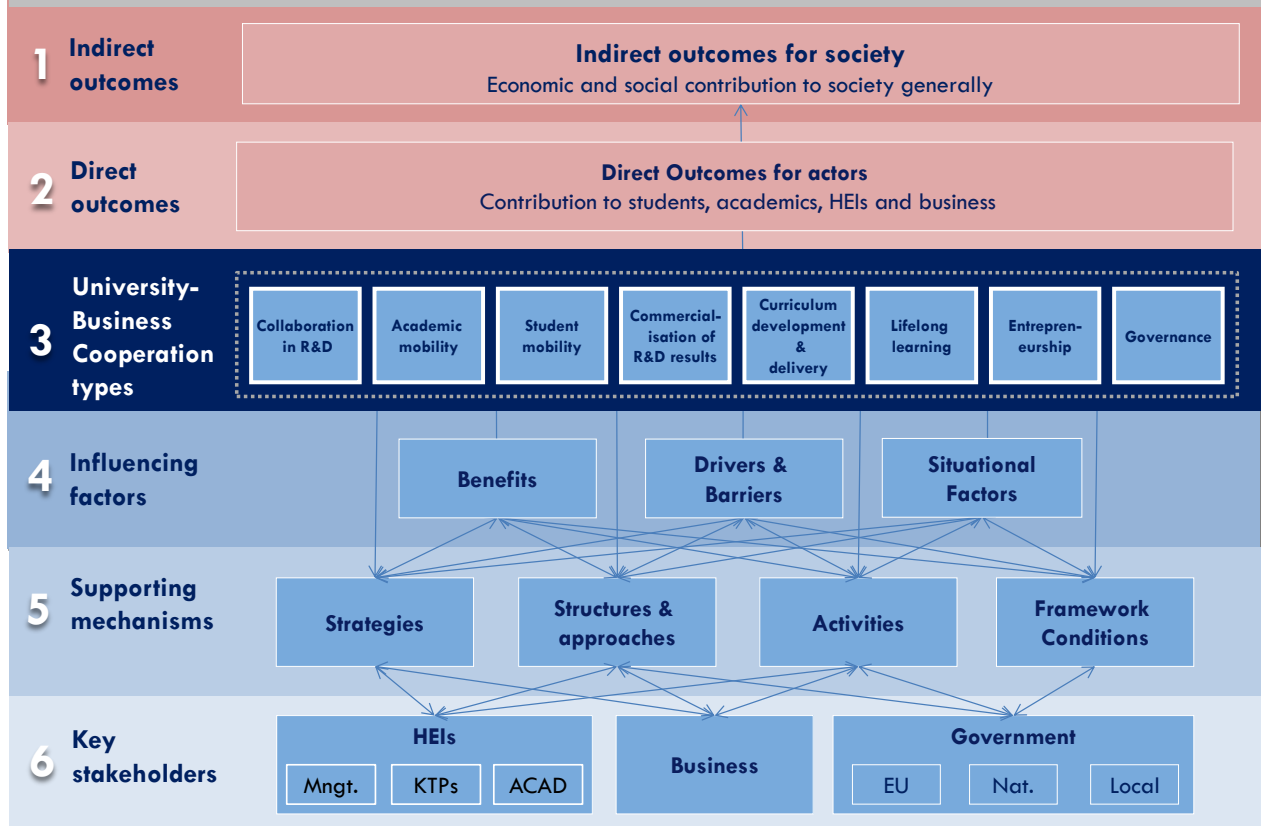 1
Indirect
outcomes
Indirect outcomes for society
Economic and social contribution to society generally
2
Direct
outcomes
Direct Outcomes for actors
Contribution to students, academics, HEIs and business
3
University-
Business
Cooperation
types
Collaboration
in R&D
Academic
mobility
Student
mobility
Commercial-
isation of
R&D results
Curriculum
development
&
delivery
Lifelong
learning
Entrepren-
eurship
Governance
4
Influencing
factors
Benefits
Drivers &
Barriers
Situational
Factors
5
Supporting
mechanisms
Strategies
Structures &
approaches
Activities
Framework
Conditions
6
Key
stakeholders
HEIs
Mngt.
KTPs
ACAD
Business
Government
EU
Nat.
Local